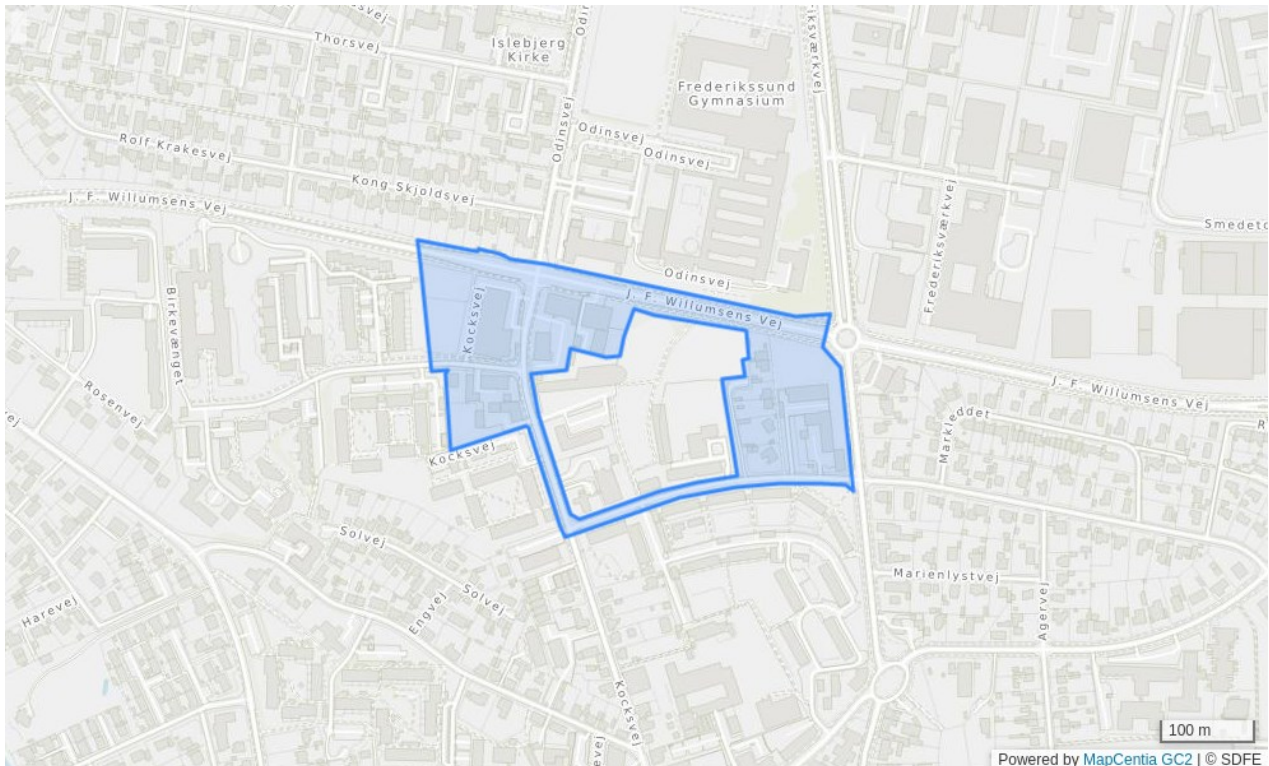 Thorsvej
Islebjerg
Kirke
Odinsvej
Frederikssund
Gymnasium
Odinsvej
Odinsvej
Rolf Krakesvej
Kong Skjoldsvej
J. F. Willumsens Vej
Frederiksværkvej
Smedeto
Odinsvej
J. F. Willumsens Vej
Kocksvej
Birkevænget
Rosenvej
J. F. Willumsens Vej
Markleddet
Kocksvej
Solvej
Solvej
Engvej
Harevej
Marienlystvej
Agervej
Kocksvej
100 m
Powered by MapCentia GC2 | © SDFE